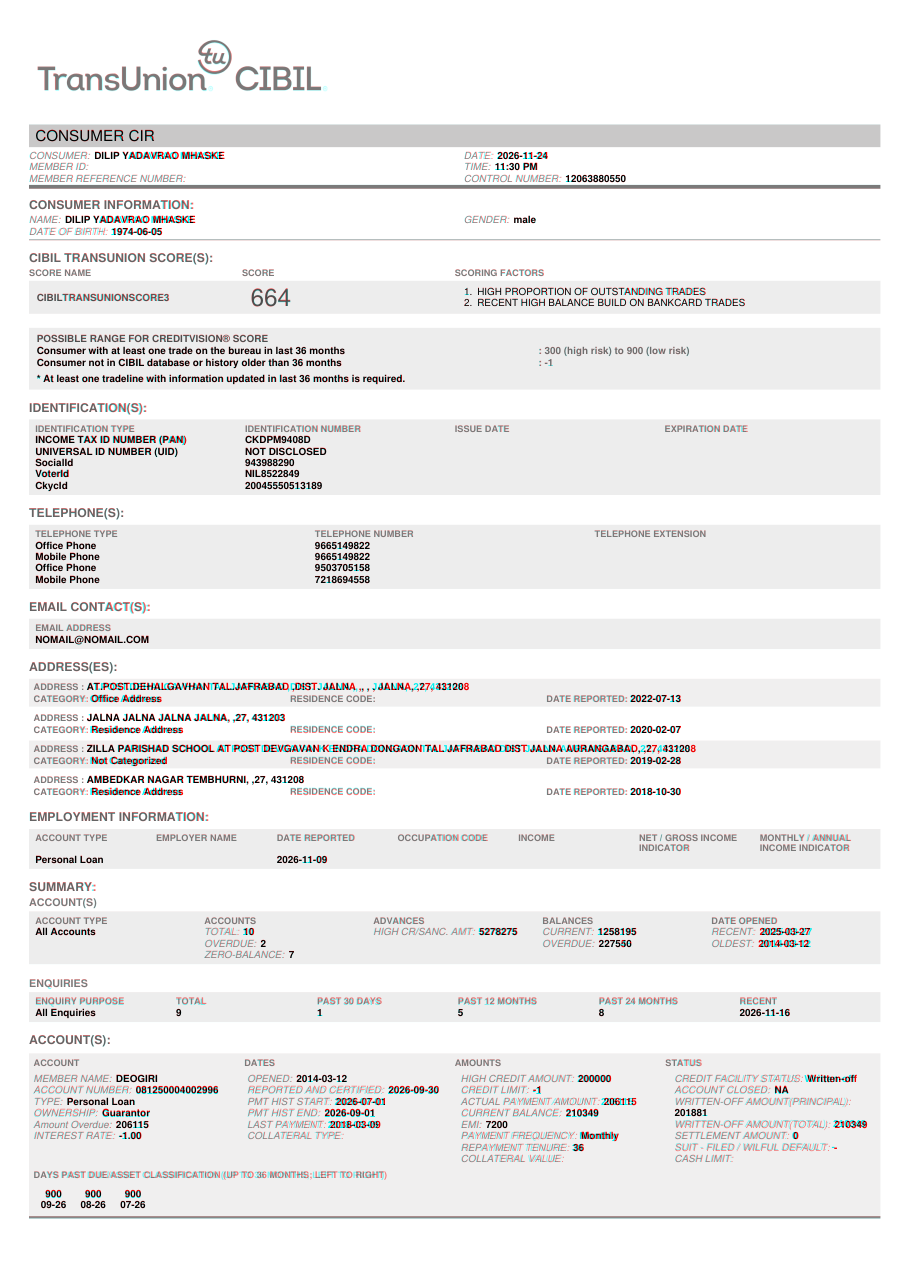 TransUnion tu CIBIL
CONSUMER CIR
CONSUMER: DILIP YADAVRAO MHASKE DATE: 2026-11-24
MEMBER ID: TIME: 11:30 PM
MEMBER REFERENCE NUMBER: CONTROL NUMBER: 12063880550
CONSUMER INFORMATION:
NAME: DILIP YADAVRAO MHASKE GENDER: male
DATE OF BIRTH: 1974-06-05
CIBIL TRANSUNION SCORE(S):
SCORE NAME SCORE SCORING FACTORS
CIBILTRANSUNIONSCORE3 664 1. HIGH PROPORTION OF OUTSTANDING TRADES
2. RECENT HIGH BALANCE BUILD ON BANKCARD TRADES
POSSIBLE RANGE FOR CREDITVISION® SCORE
Consumer with at least one trade on the bureau in last 36 months : 300 (high risk) to 900 (low risk)
Consumer not in CIBIL database or history older than 36 months : -1
* At least one tradeline with information updated in last 36 months is required.
IDENTIFICATION(S):
IDENTIFICATION TYPE IDENTIFICATION NUMBER ISSUE DATE EXPIRATION DATE
INCOME TAX ID NUMBER (PAN) CKDPM9408D
UNIVERSAL ID NUMBER (UID) NOT DISCLOSED
SocialId 943988290
VoterId NIL8522849
CkycId 20045550513189
TELEPHONE(S):
TELEPHONE TYPE TELEPHONE NUMBER TELEPHONE EXTENSION
Office Phone 9665149822
Mobile Phone 9665149822
Office Phone 9503705158
Mobile Phone 7218694558
EMAIL CONTACT(S):
EMAIL ADDRESS
NOMAIL@NOMAIL.COM
ADDRESS(ES):
ADDRESS : AT.POST.DEHALGAVHAN TAL.JAFRABAD ,DIST. JALNA ,, , , JALNA, ,27, 431208
CATEGORY: Office Address RESIDENCE CODE: DATE REPORTED: 2022-07-13
ADDRESS : JALNA JALNA JALNA JALNA, ,27, 431203
CATEGORY: Residence Address RESIDENCE CODE: DATE REPORTED: 2020-02-07
ADDRESS : ZILLA PARISHAD SCHOOL AT POST DEVGAVAN KENDRA DONGAON TAL JAFRABAD DIST JALNA AURANGABAD, ,27, 431208
CATEGORY: Not Categorized RESIDENCE CODE: DATE REPORTED: 2019-02-28
ADDRESS : AMBEDKAR NAGAR TEMBHURNI, ,27, 431208
CATEGORY: Residence Address RESIDENCE CODE: DATE REPORTED: 2018-10-30
EMPLOYMENT INFORMATION:
ACCOUNT TYPE EMPLOYER NAME DATE REPORTED OCCUPATION CODE INCOME NET / GROSS INCOME MONTHLY / ANNUAL
INDICATOR INCOME INDICATOR
Personal Loan 2026-11-09
SUMMARY:
ACCOUNT(S)
ACCOUNT TYPE ACCOUNTS ADVANCES BALANCES DATE OPENED
All Accounts TOTAL: 10 HIGH CR/SANC. AMT: 5278275 CURRENT: 1258195 RECENT: 2025-03-27
OVERDUE: 2 OVERDUE: 227550 OLDEST: 2014-03-12
ZERO-BALANCE: 7
ENQUIRIES
ENQUIRY PURPOSE TOTAL PAST 30 DAYS PAST 12 MONTHS PAST 24 MONTHS RECENT
All Enquiries 9 1 5 8 2026-11-16
ACCOUNT(S):
ACCOUNT DATES AMOUNTS STATUS
MEMBER NAME: DEOGIRI OPENED: 2014-03-12 HIGH CREDIT AMOUNT: 200000 CREDIT FACILITY STATUS: Written-off
ACCOUNT NUMBER: 081250004002996 REPORTED AND CERTIFIED: 2026-09-30 CREDIT LIMIT: -1 ACCOUNT CLOSED: NA
TYPE: Personal Loan PMT HIST START: 2026-07-01 ACTUAL PAYMENT AMOUNT: 206115 WRITTEN-OFF AMOUNT(PRINCIPAL):
OWNERSHIP: Guarantor PMT HIST END: 2026-09-01 CURRENT BALANCE: 210349 201881
Amount Overdue: 206115 LAST PAYMENT: 2018-03-09 EMI: 7200 WRITTEN-OFF AMOUNT(TOTAL): 210349
INTEREST RATE: -1.00 COLLATERAL TYPE: PAYMENT FREQUENCY: Monthly SETTLEMENT AMOUNT: 0
REPAYMENT TENURE: 36 SUIT - FILED / WILFUL DEFAULT: -
COLLATERAL VALUE: CASH LIMIT:
DAYS PAST DUE/ASSET CLASSIFICATION (UP TO 36 MONTHS; LEFT TO RIGHT)
900 900 900
09-26 08-26 07-26